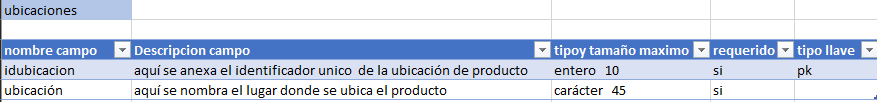 ubicaciones
nombre campo Descripcion campo tipoy tamaño maximo requerido tipo llave
idubicacion aquí se anexa el identificador unico de la ubicación de producto entero 10 si pk
ubicación aquí se nombra el lugar donde se ubica el producto carácter 45 si